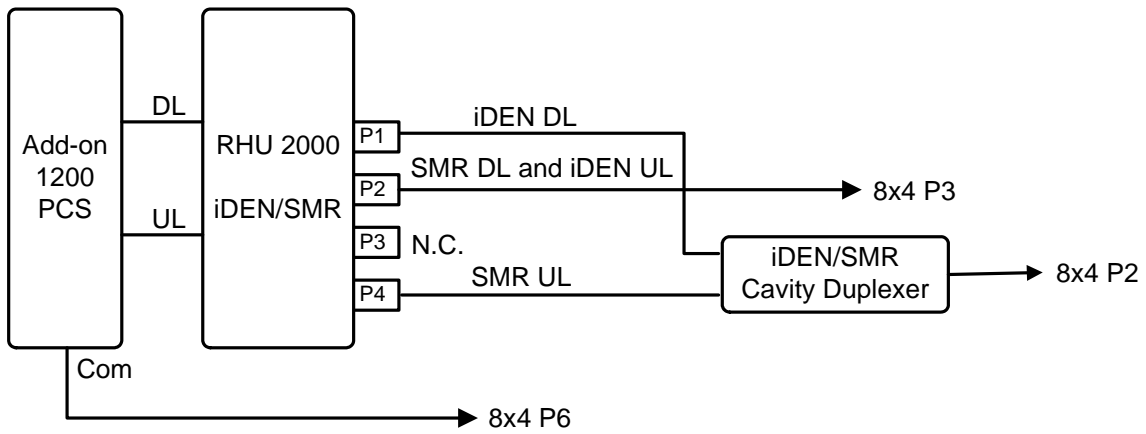 Add-on
1200
PCS
DL
UL
RHU 2000
iDEN/SMR
P1
P2
P3
P4
iDEN DL
SMR DL and iDEN UL
N.C.
SMR UL
8x4 P3
iDEN/SMR
Cavity Duplexer
8x4 P2
Com
8x4 P6